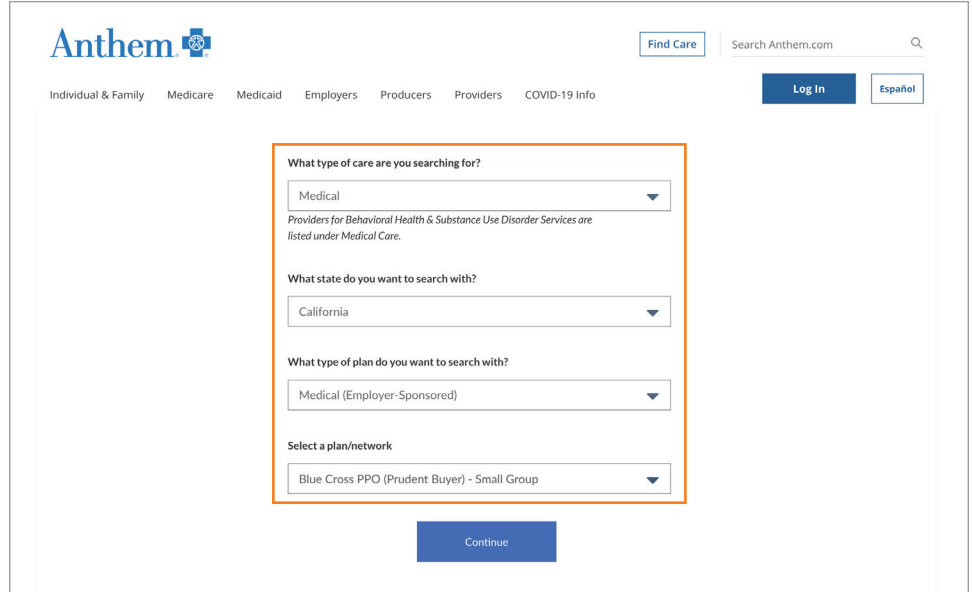 Anthem
Find Care
Search Anthem.com
Individual & Family Medicare Medicaid Employers Producers Providers COVID-19 Info
Log In
Español
What type of care are you searching for?
Medical
Providers for Behavioral Health & Substance Use Disorder Services are
listed under Medical Care.
What state do you want to search with?
California
What type of plan do you want to search with?
Medical (Employer-Sponsored)
Select a plan/network
Blue Cross PPO (Prudent Buyer) - Small Group
Continue